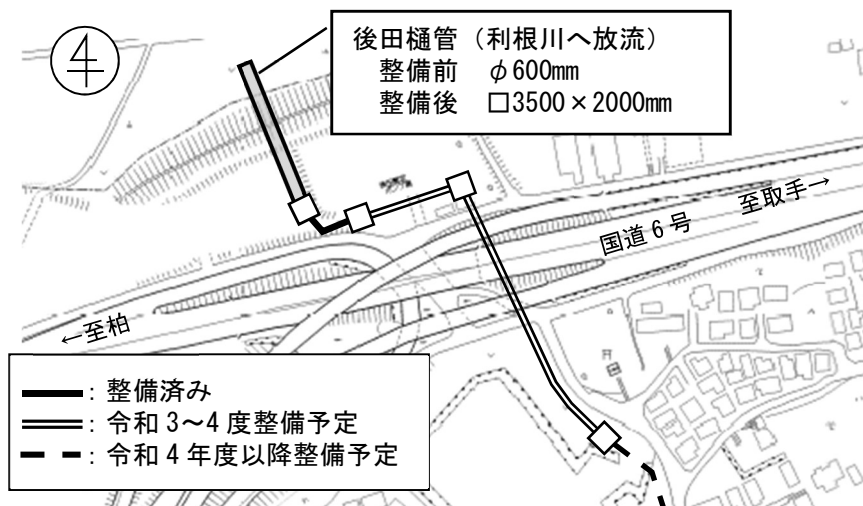 後田樋管（利根川へ放流）
整備前　φ600mm
整備後　□3500×2000mm
国道6号
至取手→
←至柏
: 整備済み
: 令和3～4度整備予定
: 令和4年度以降整備予定